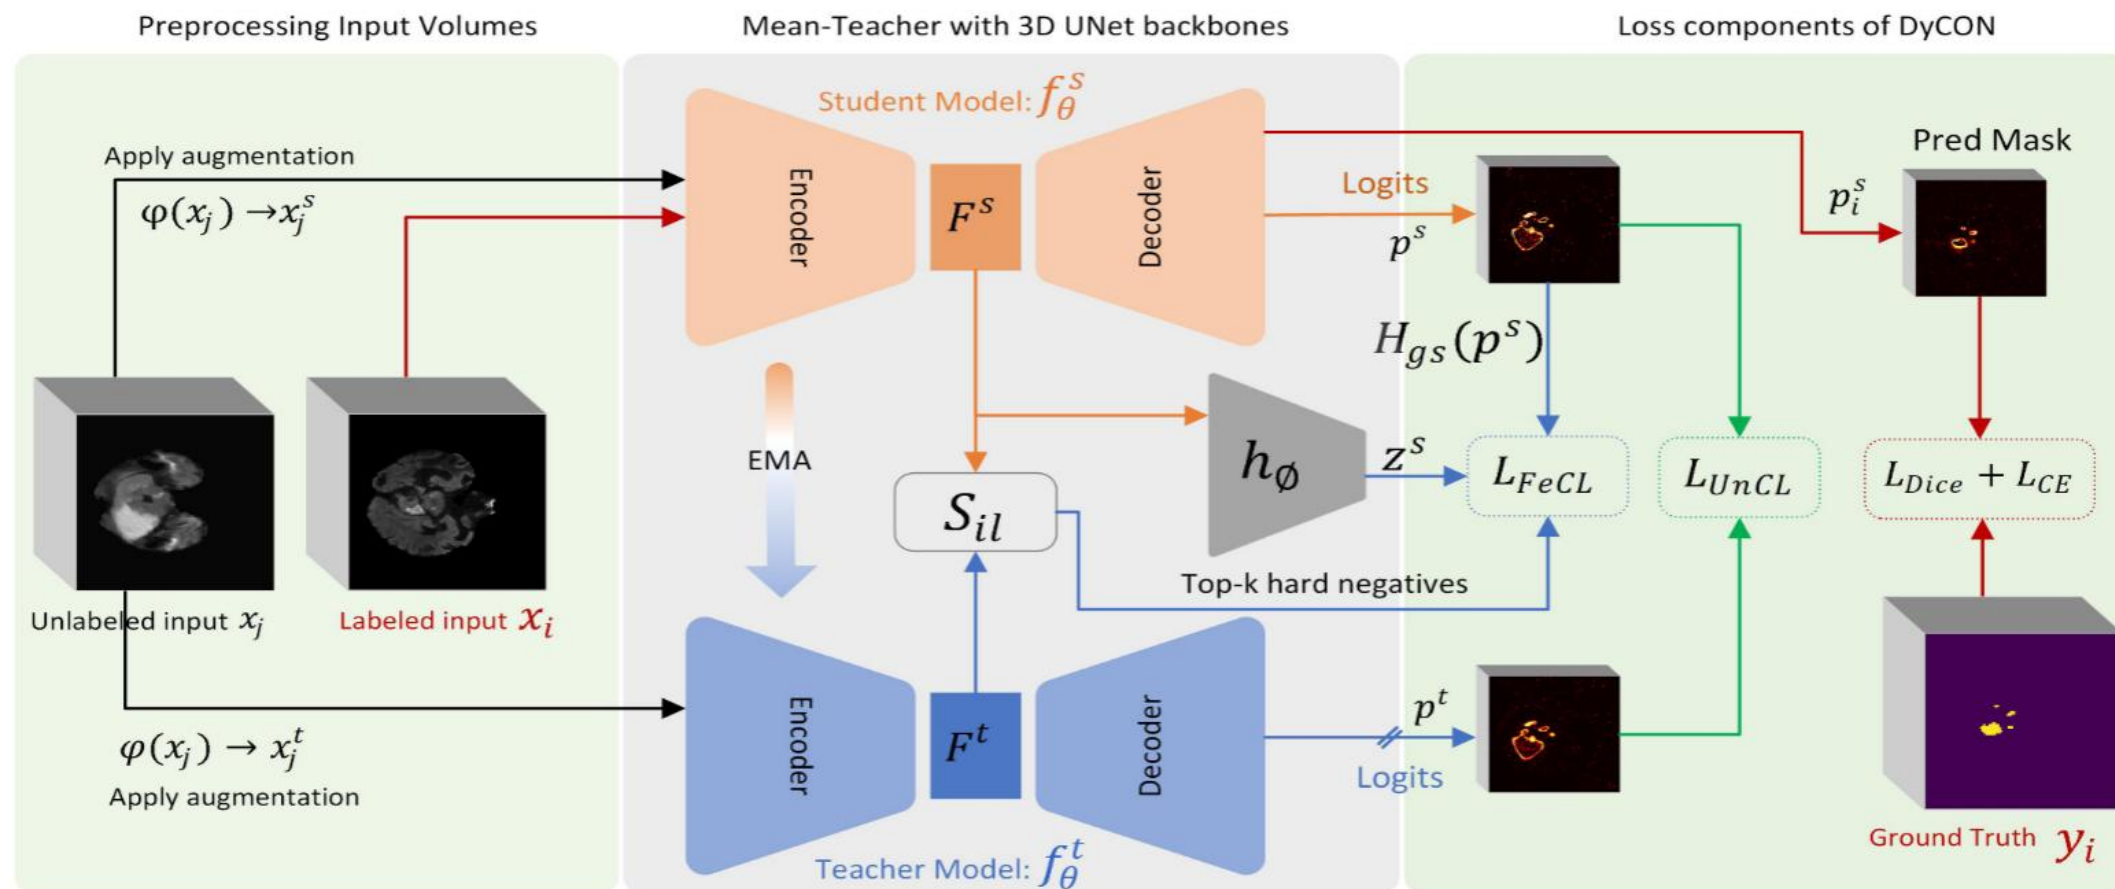 Preprocessing Input Volumes
Mean-Teacher with 3D UNet backbones
Loss components of DyCON
Apply augmentation
φ(x_j) → x_j^s
Unlabeled input x_j
Labeled input x_i
φ(x_j) → x_j^t
Apply augmentation
Student Model: f_θ^s
Encoder
F^s
Decoder
EMA
S_il
h_∅
z^s
Top-k hard negatives
Encoder
F^t
Decoder
Teacher Model: f_θ^t
Logits
p^s
H_gs(p^s)
Pred Mask
p_i^s
L_FeCL
L_UnCL
L_Dice + L_CE
p^t
Logits
Ground Truth y_i